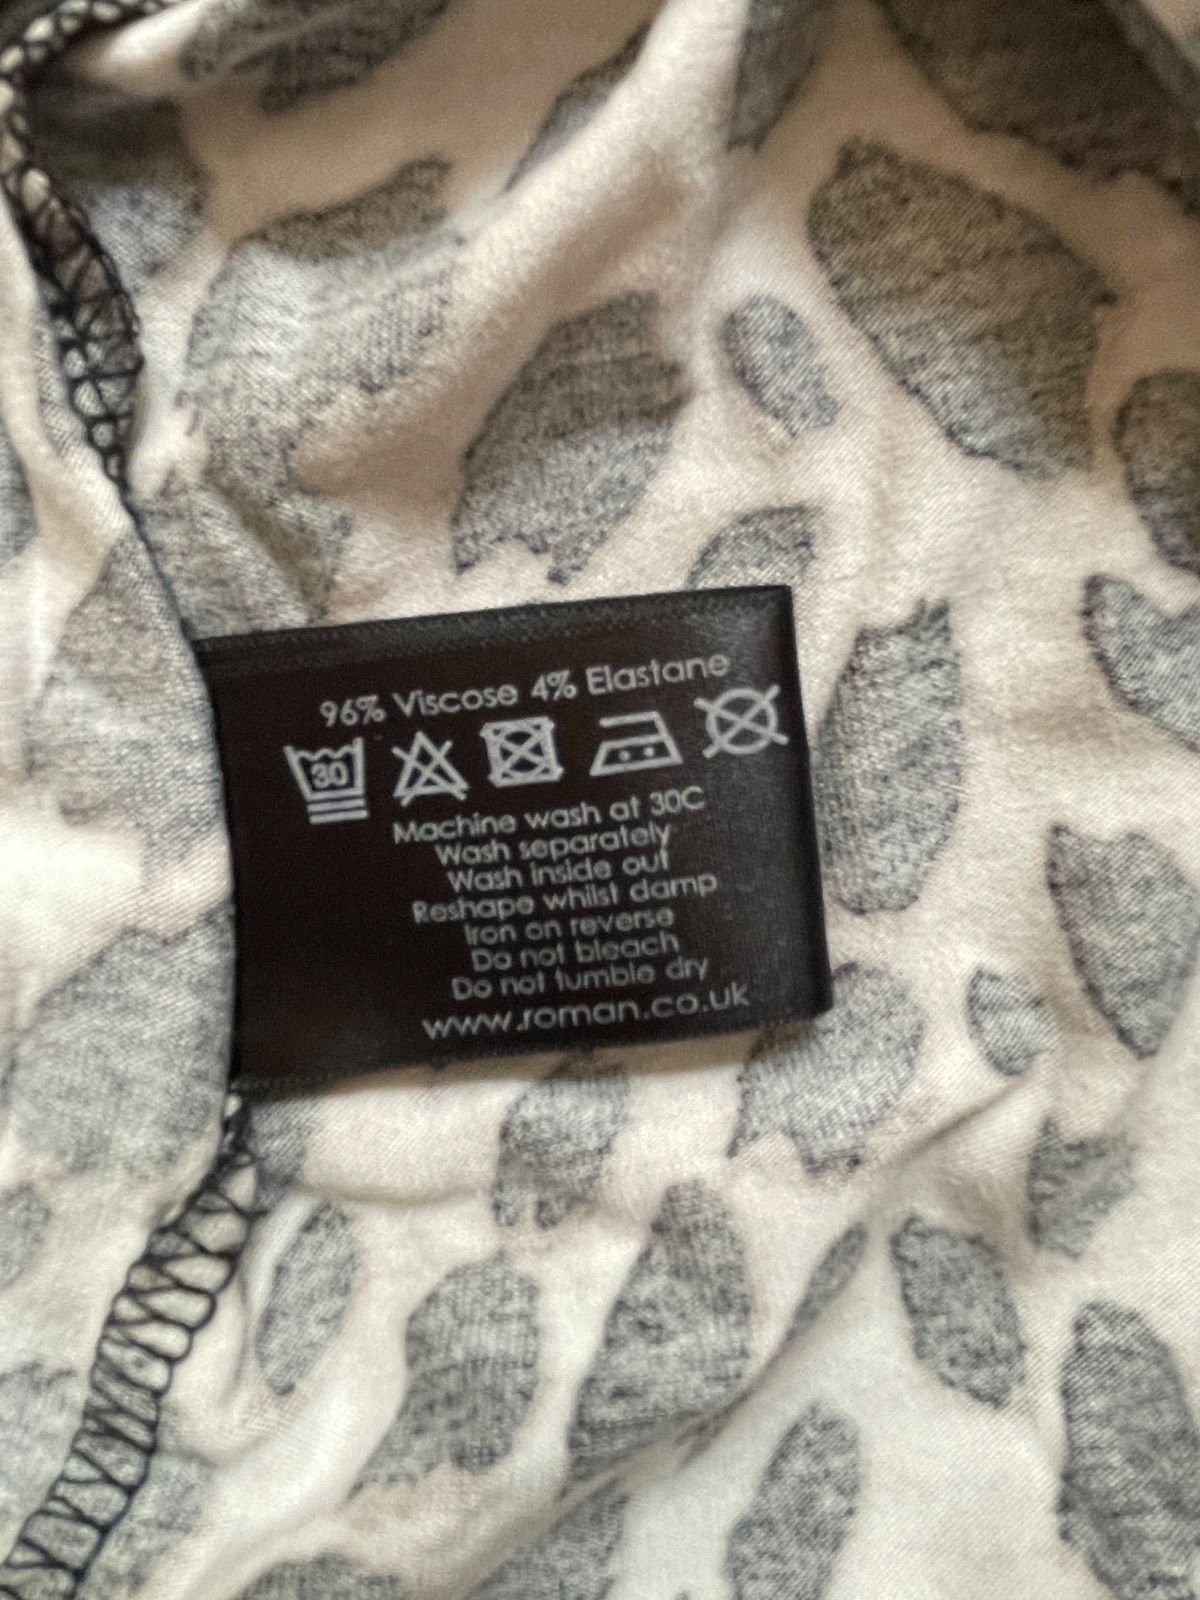 96% Viscose 4% Elastane
30
Machine wash at 30C
Wash separately
Wash inside out
Reshape whilst damp
Iron on reverse
Do not bleach
Do not tumble dry
www.roman.co.uk